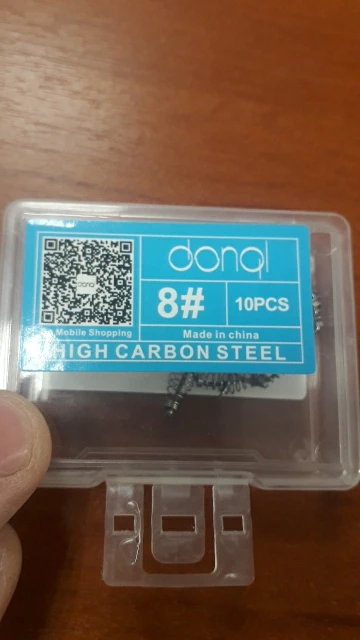 donql
8# 10PCS
Mobile Shopping
Made in china
HIGH CARBON STEEL